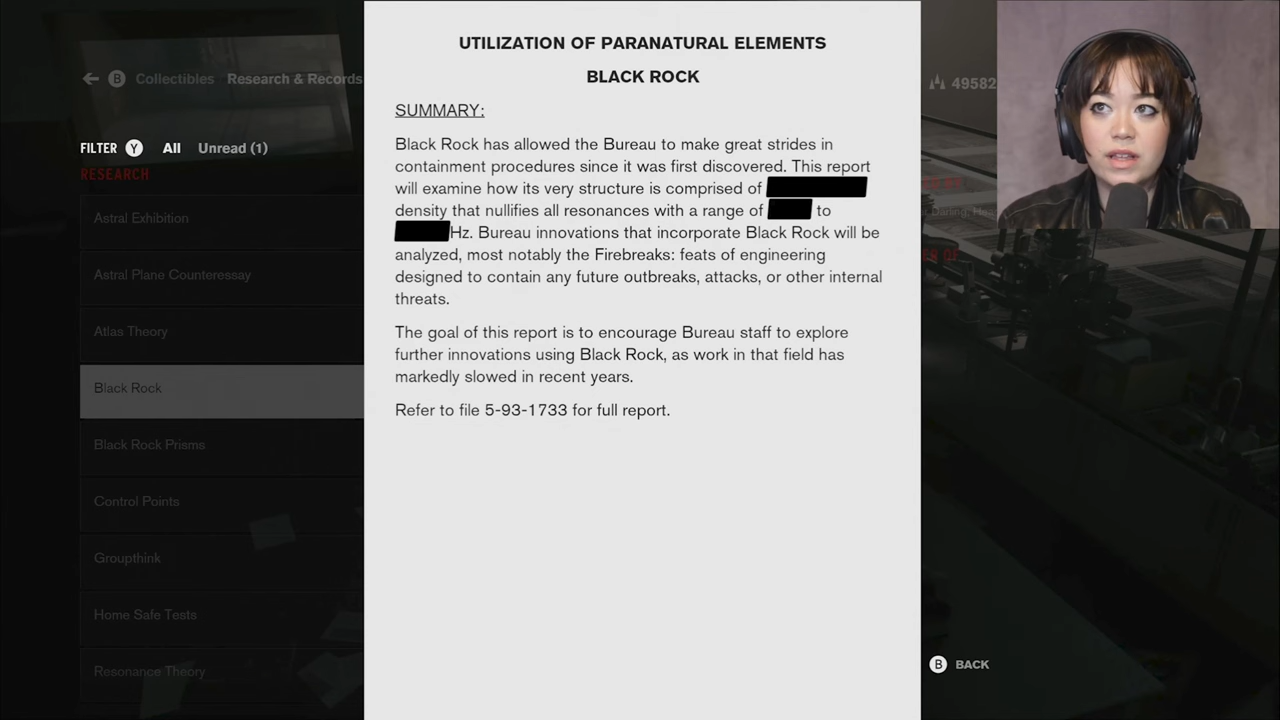 UTILIZATION OF PARANATURAL ELEMENTS
BLACK ROCK
SUMMARY:
Black Rock has allowed the Bureau to make great strides in
containment procedures since it was first discovered. This report
will examine how its very structure is comprised of
density that nullifies all resonances with a range of to
Hz. Bureau innovations that incorporate Black Rock will be
analyzed, most notably the Firebreaks: feats of engineering
designed to contain any future outbreaks, attacks, or other internal
threats.
The goal of this report is to encourage Bureau staff to explore
further innovations using Black Rock, as work in that field has
markedly slowed in recent years.
Refer to file 5-93-1733 for full report.
B Collectibles Research & Records
FILTER Y All Unread (1)
RESEARCH
Astral Exhibition
Astral Plane Counteressay
Atlas Theory
Black Rock
Black Rock Prisms
Control Points
Groupthink
Home Safe Tests
Resonance Theory
49582
Darling, Hea
B BACK